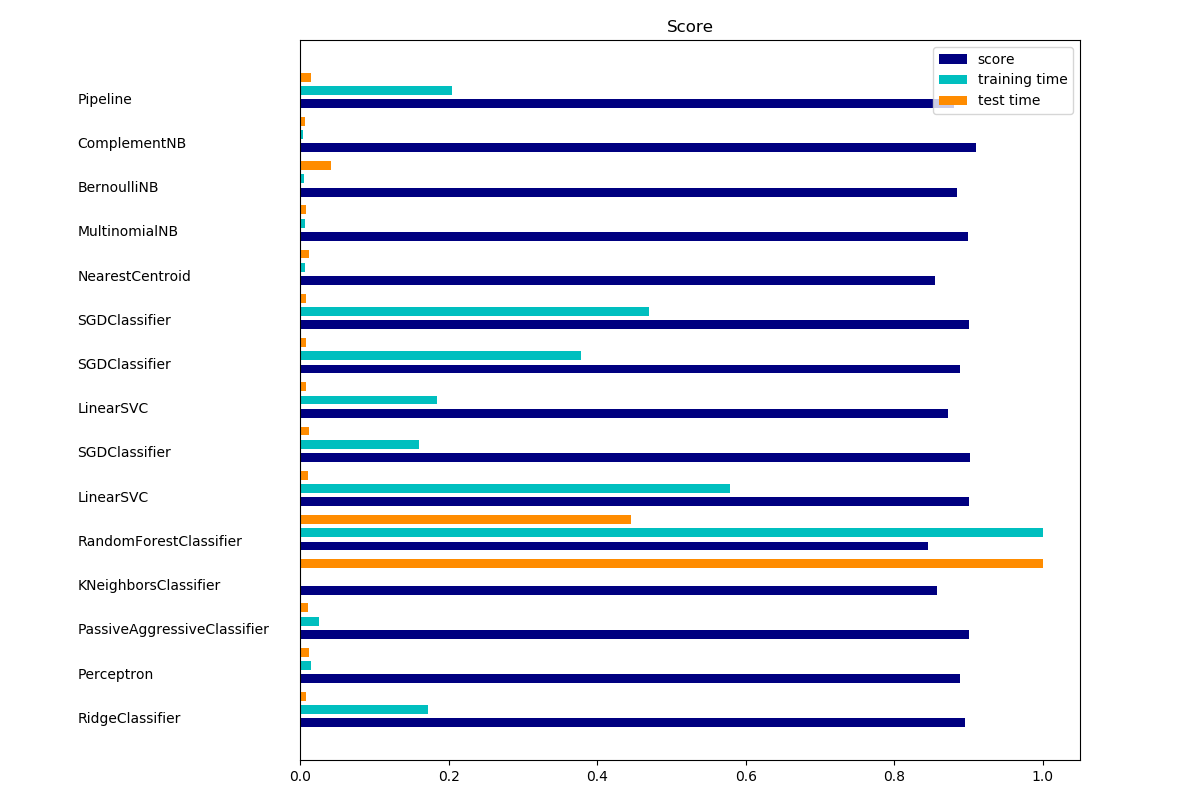 Score
score
training time
test time
Pipeline
ComplementNB
BernoulliNB
MultinomialNB
NearestCentroid
SGDClassifier
SGDClassifier
LinearSVC
SGDClassifier
LinearSVC
RandomForestClassifier
KNeighborsClassifier
PassiveAggressiveClassifier
Perceptron
RidgeClassifier
0.0 0.2 0.4 0.6 0.8 1.0